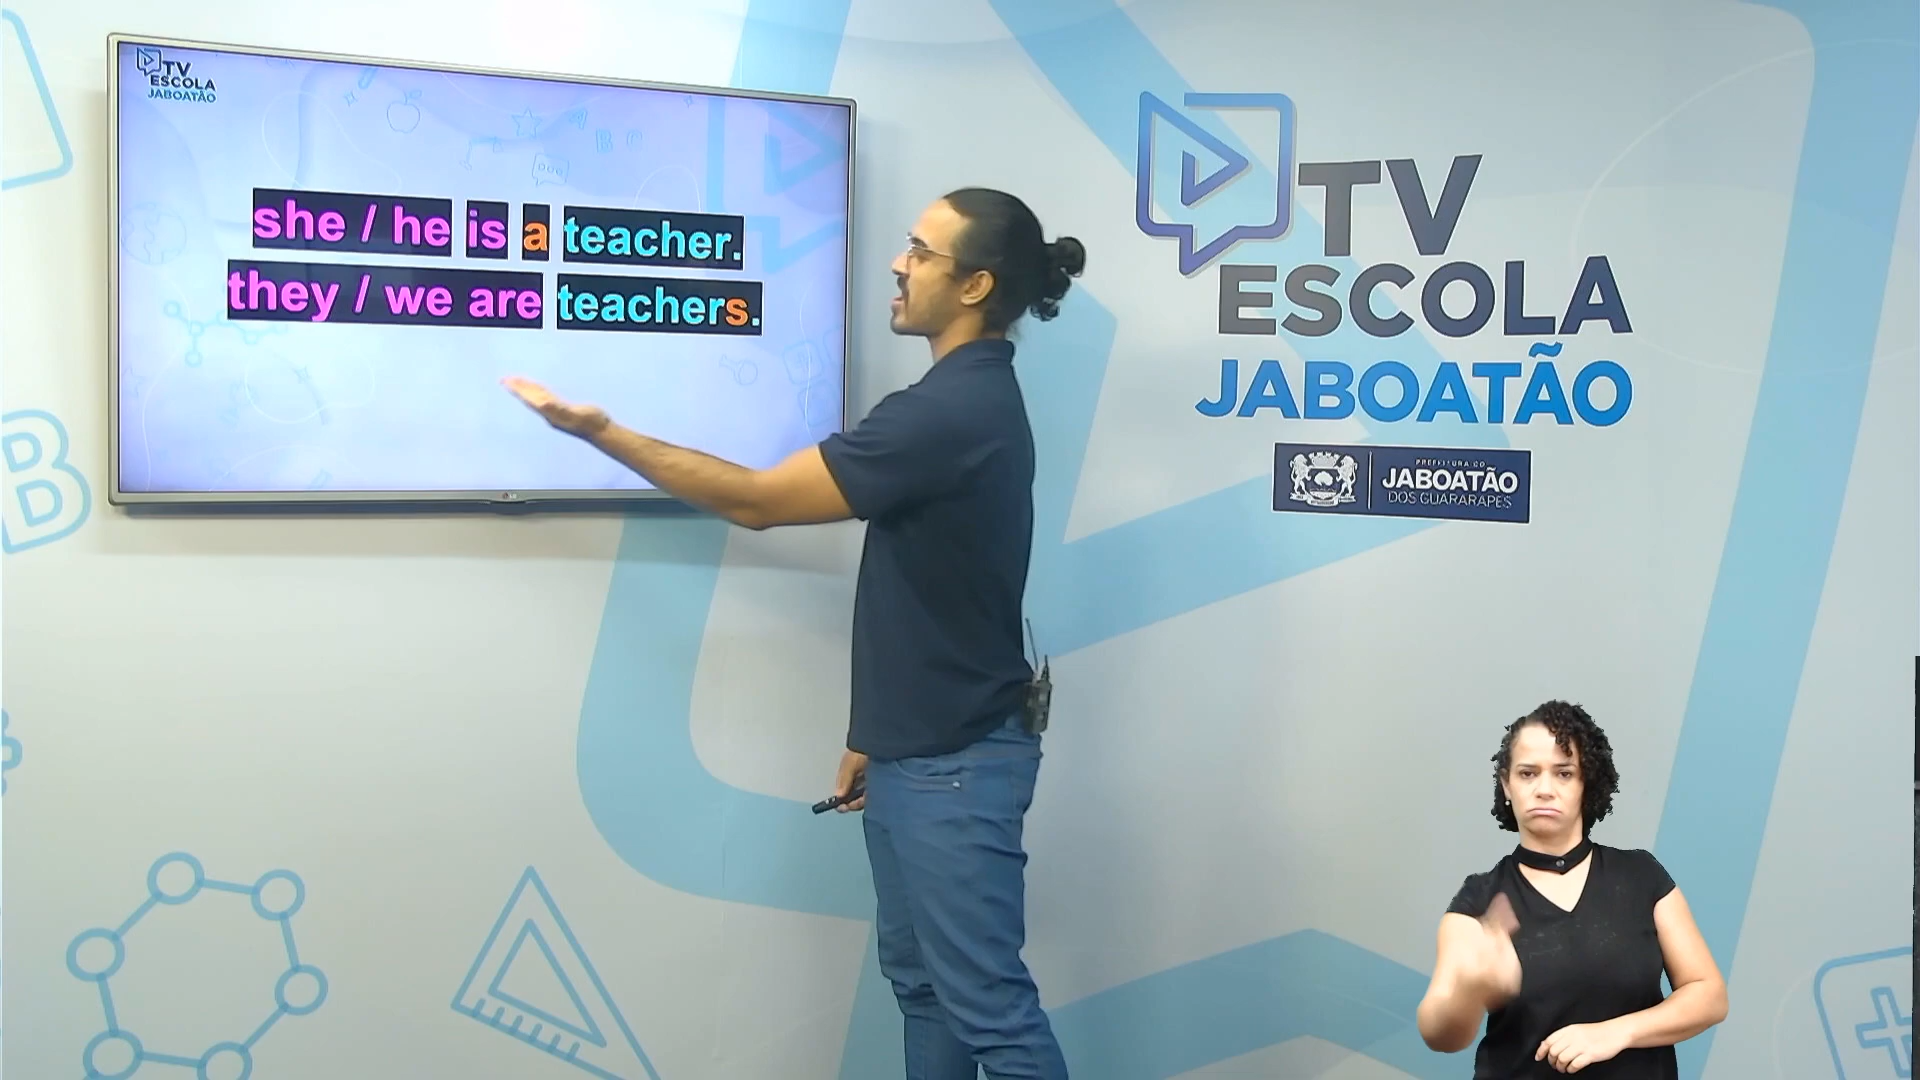 TV
ESCOLA
JABOATÃO
she / he is a teacher.
they / we are teachers.
TV
ESCOLA
JABOATÃO
PREFEITURA DO
JABOATÃO
DOS GUARARAPES
A
B C
B
LG